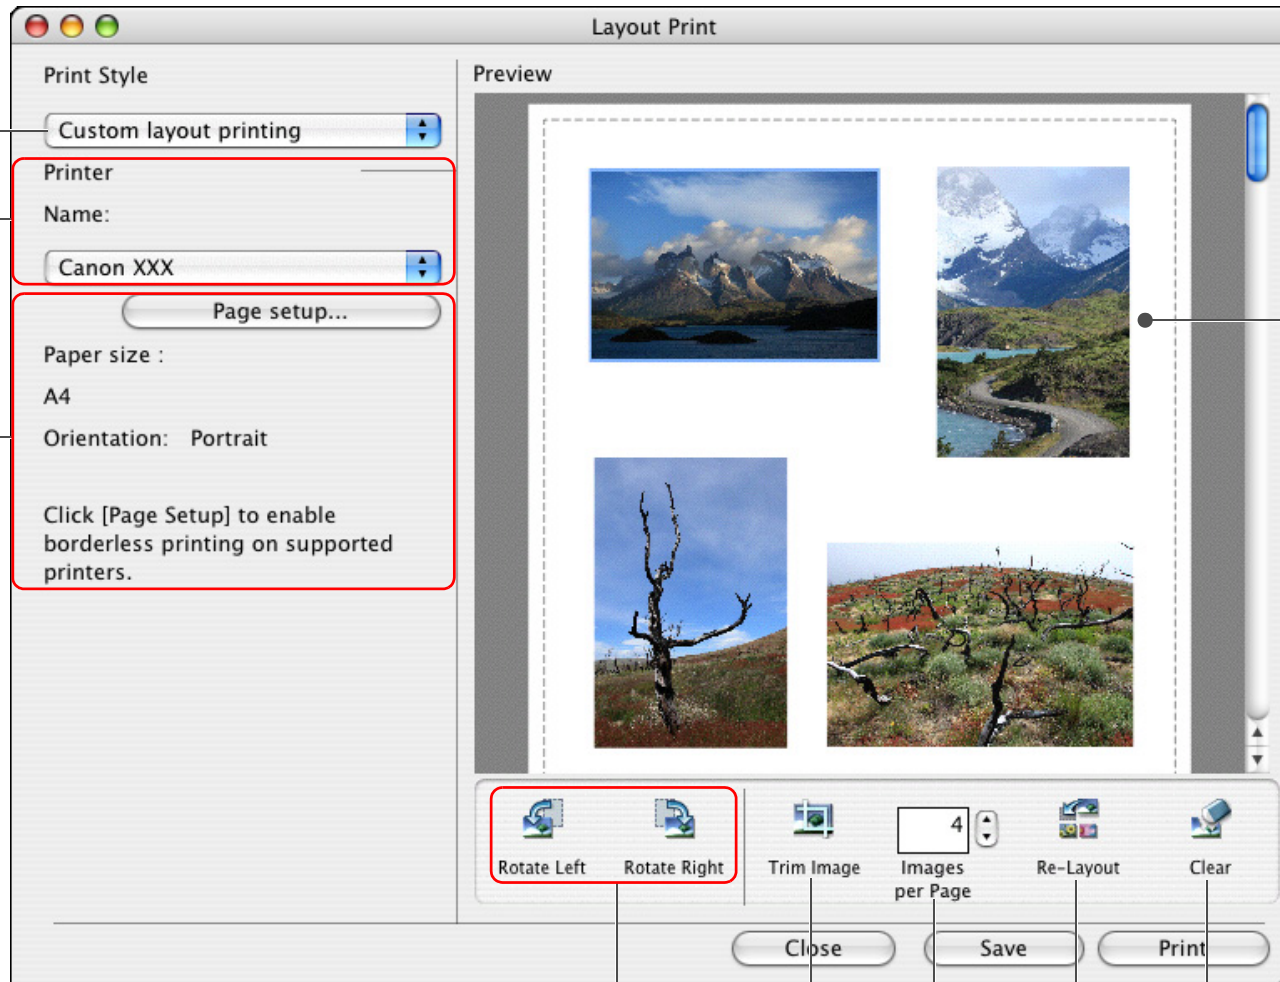 Layout Print
Print Style
Custom layout printing
Printer
Name:
Canon XXX
Page setup...
Paper size :
A4
Orientation: Portrait
Click [Page Setup] to enable
borderless printing on supported
printers.
Preview
Rotate Left
Rotate Right
Trim Image
4
Images
per Page
Re-Layout
Clear
Close
Save
Print